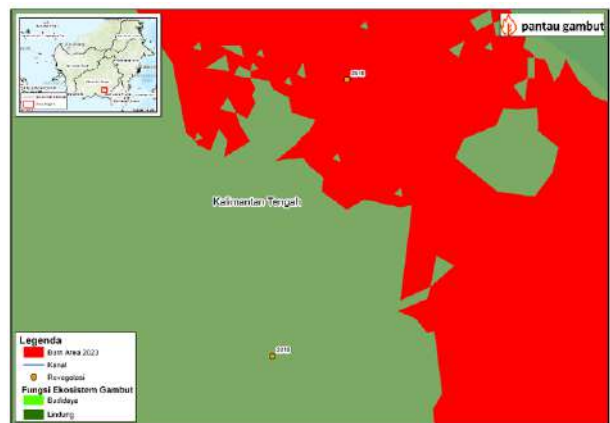 pantau gambut
2018
Kalimantan Tengah
2018
Legenda
Burn Area 2023
Kanal
Revegetasi
Fungsi Ekosistem Gambut
Budidaya
Lindung